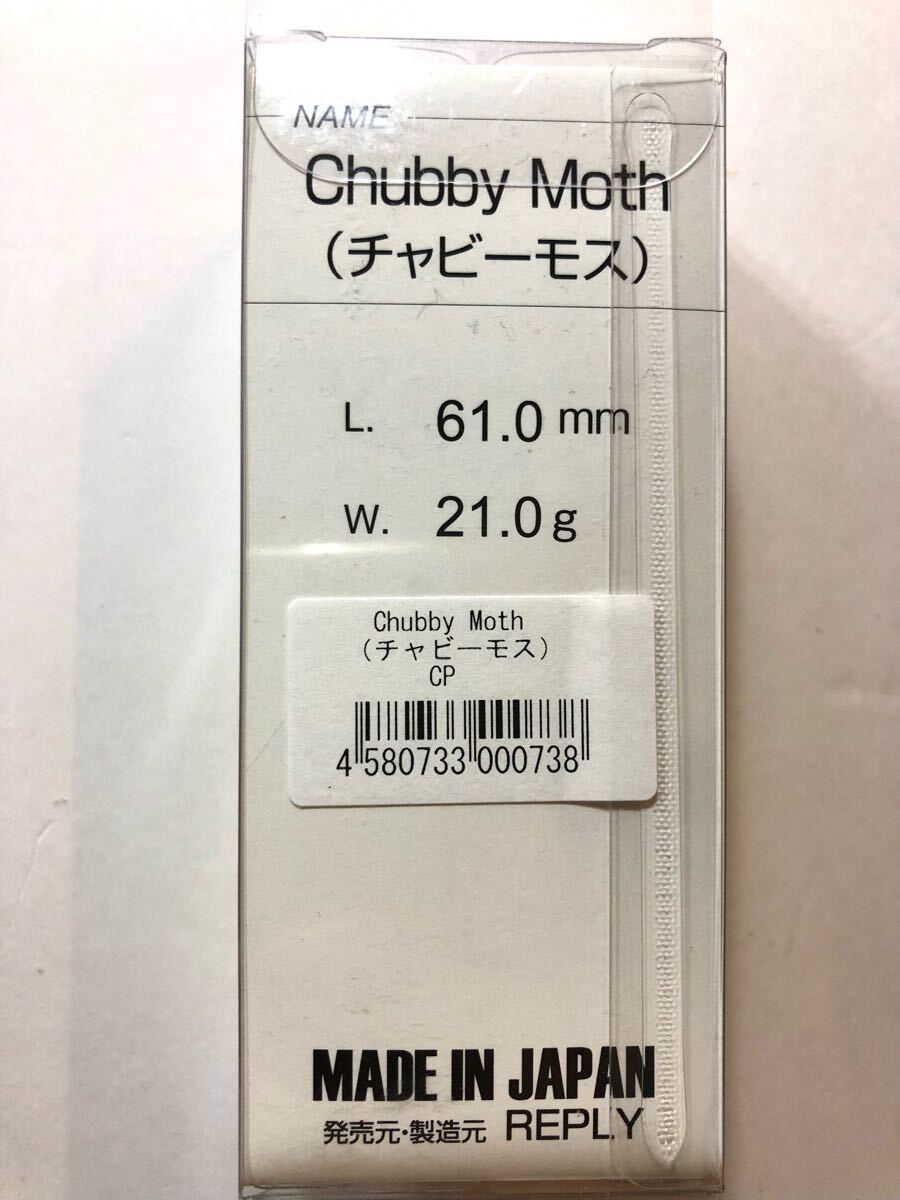 NAME
Chubby Moth
(チャビーモス)
L. 61.0 mm
W. 21.0 g
Chubby Moth
(チャビーモス)
CP
4 580733 000738
MADE IN JAPAN
発売元・製造元 REPLY